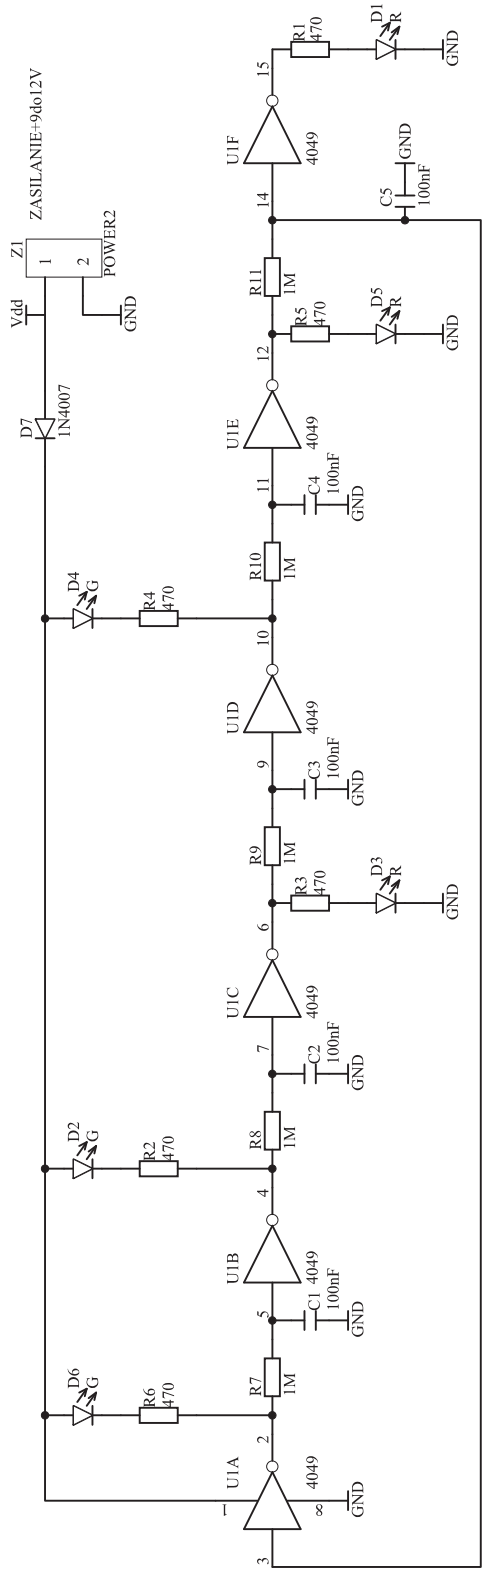 ZASILANIE+9do12V
Z1
1
2
POWER2
Vdd
GND
D7
1N4007
D6
G
R6
470
D2
G
R2
470
D4
G
R4
470
U1A
1
3
2
8
4049
GND
R7
1M
5
C1
100nF
GND
U1B
4049
4
R8
1M
7
C2
100nF
GND
U1C
4049
6
R3
470
D3
R
GND
R9
1M
9
C3
100nF
GND
U1D
4049
10
R10
1M
11
C4
100nF
GND
U1E
4049
12
R5
470
D5
R
GND
R11
1M
14
C5
100nF
GND
U1F
4049
15
R1
470
D1
R
GND